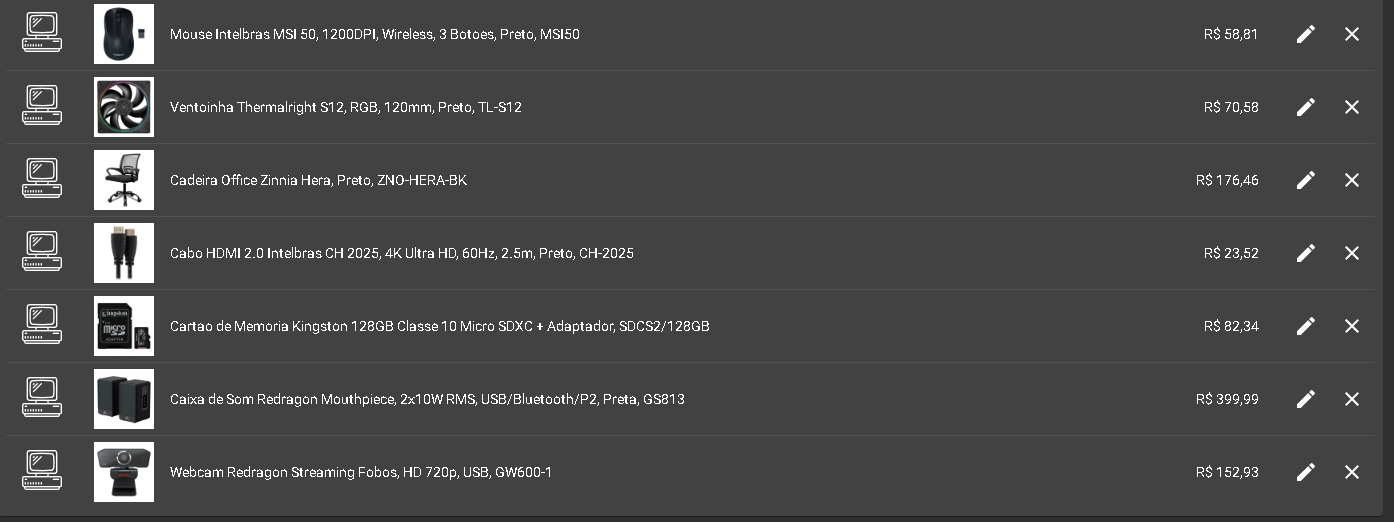 Mouse Intelbras MSI 50, 1200DPI, Wireless, 3 Botoes, Preto, MSI50 R$ 58,81
Ventoinha Thermalright S12, RGB, 120mm, Preto, TL-S12 R$ 70,58
Cadeira Office Zinnia Hera, Preto, ZNO-HERA-BK R$ 176,46
Cabo HDMI 2.0 Intelbras CH 2025, 4K Ultra HD, 60Hz, 2.5m, Preto, CH-2025 R$ 23,52
Kingston
micro
SD
ADAPTER
Cartao de Memoria Kingston 128GB Classe 10 Micro SDXC + Adaptador, SDCS2/128GB R$ 82,34
Caixa de Som Redragon Mouthpiece, 2x10W RMS, USB/Bluetooth/P2, Preta, GS813 R$ 399,99
Webcam Redragon Streaming Fobos, HD 720p, USB, GW600-1 R$ 152,93